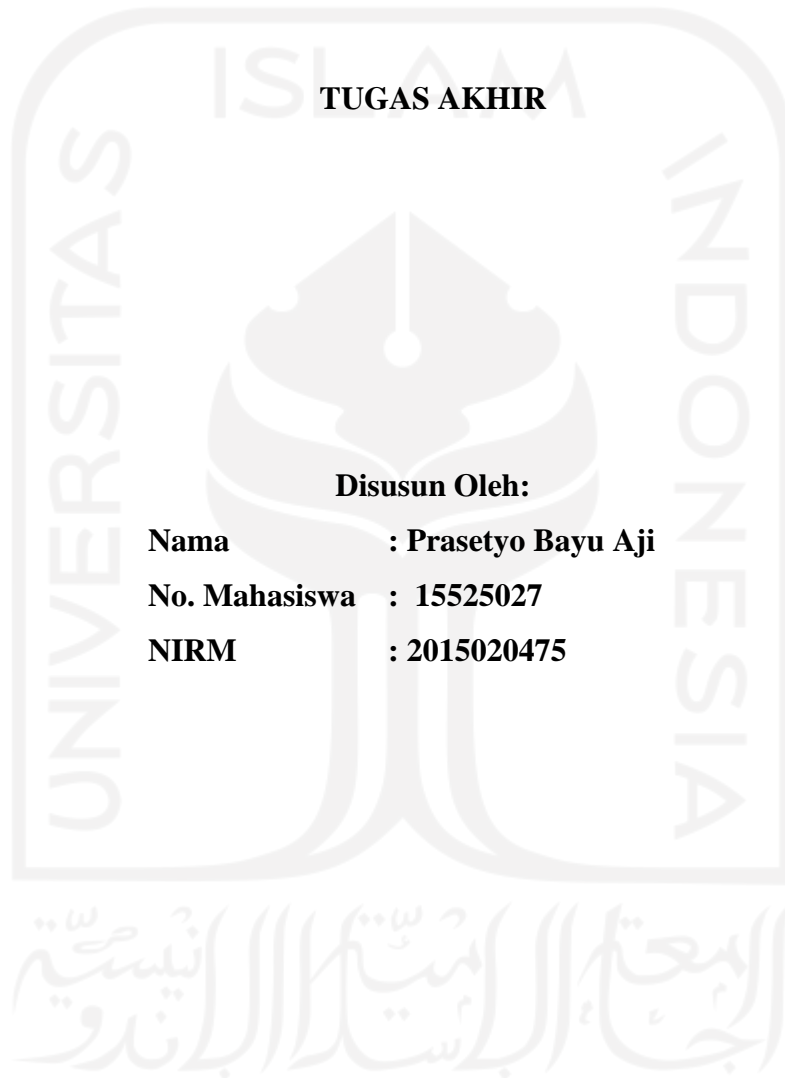 ISLAM
TUGAS AKHIR
UNIVERSITAS
INDONESIA
Disusun Oleh:
Nama : Prasetyo Bayu Aji
No. Mahasiswa : 15525027
NIRM : 2015020475